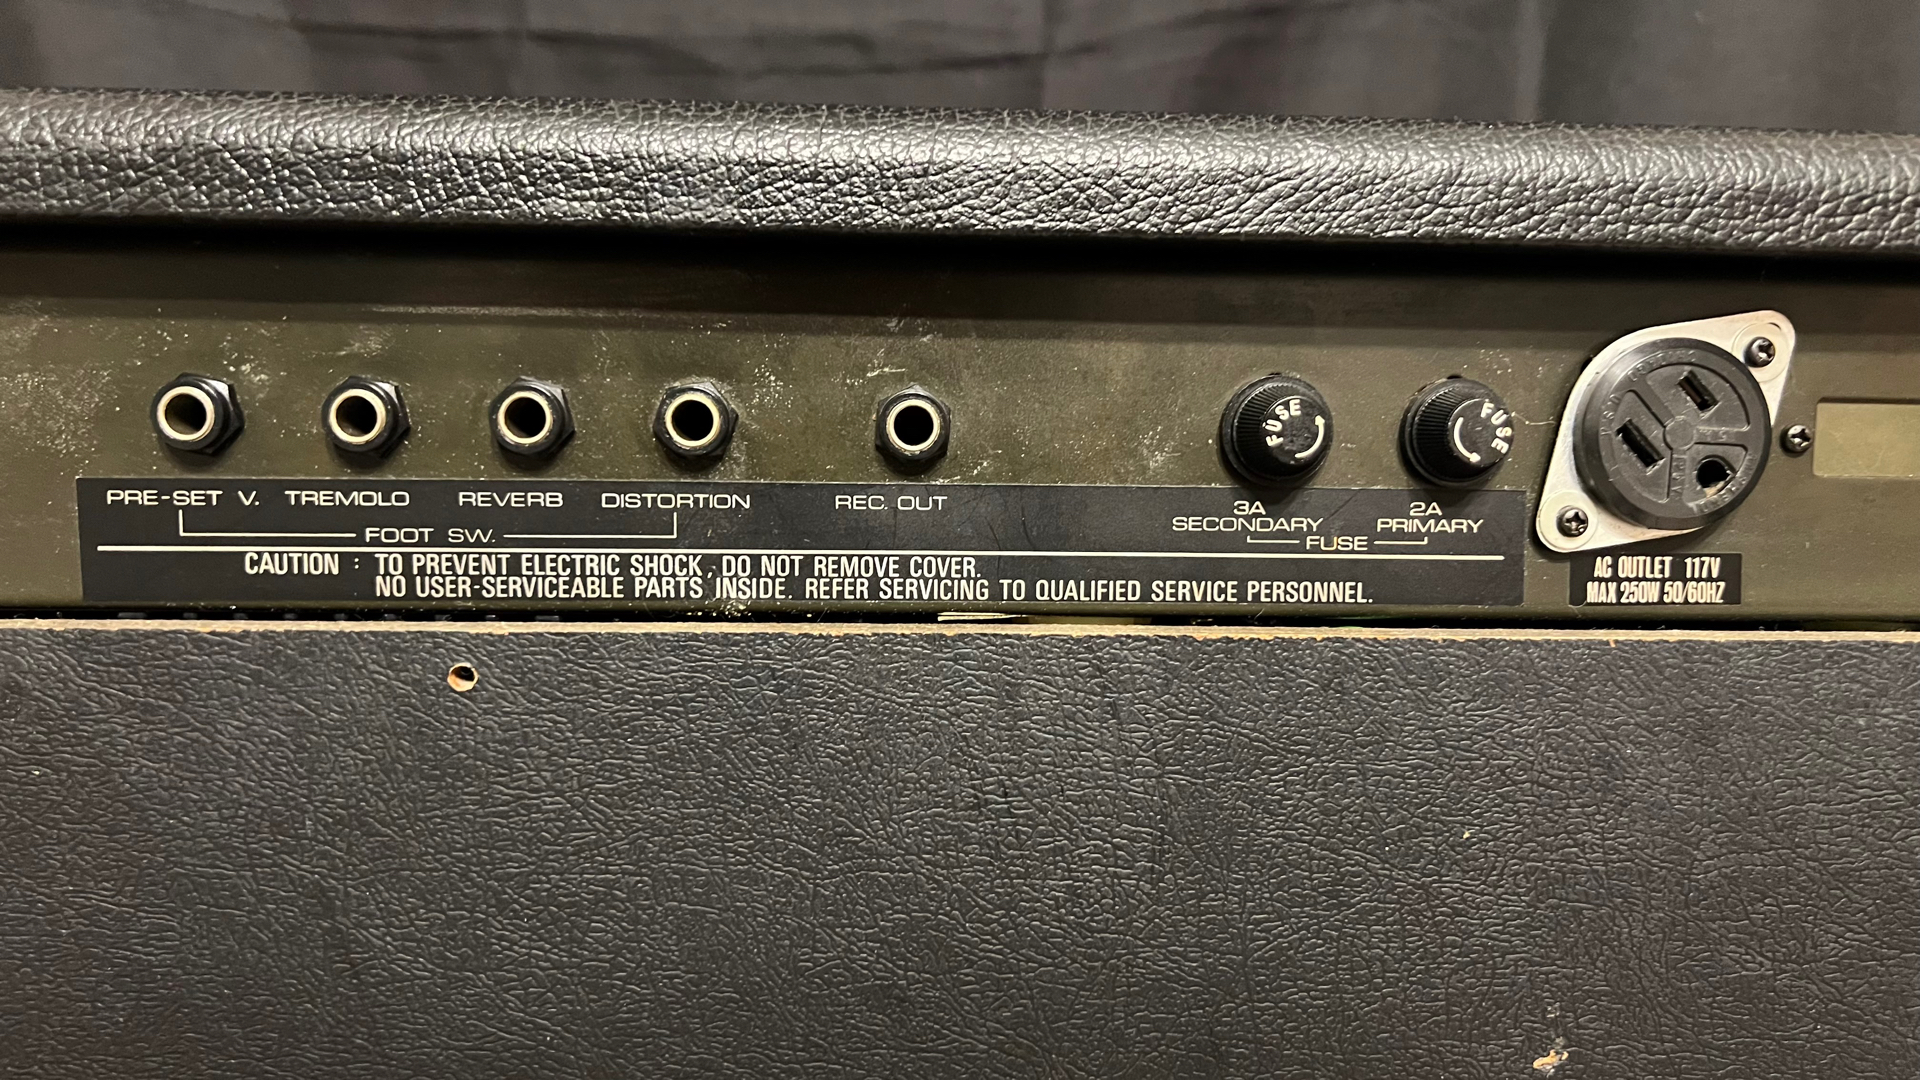 FUSE FUSE
PRE-SET V. TREMOLO REVERB DISTORTION REC. OUT 3A 2A
SECONDARY PRIMARY
FOOT SW. FUSE
CAUTION : TO PREVENT ELECTRIC SHOCK, DO NOT REMOVE COVER.
NO USER-SERVICEABLE PARTS INSIDE. REFER SERVICING TO QUALIFIED SERVICE PERSONNEL.
AC OUTLET 117V
MAX 250W 50/60HZ